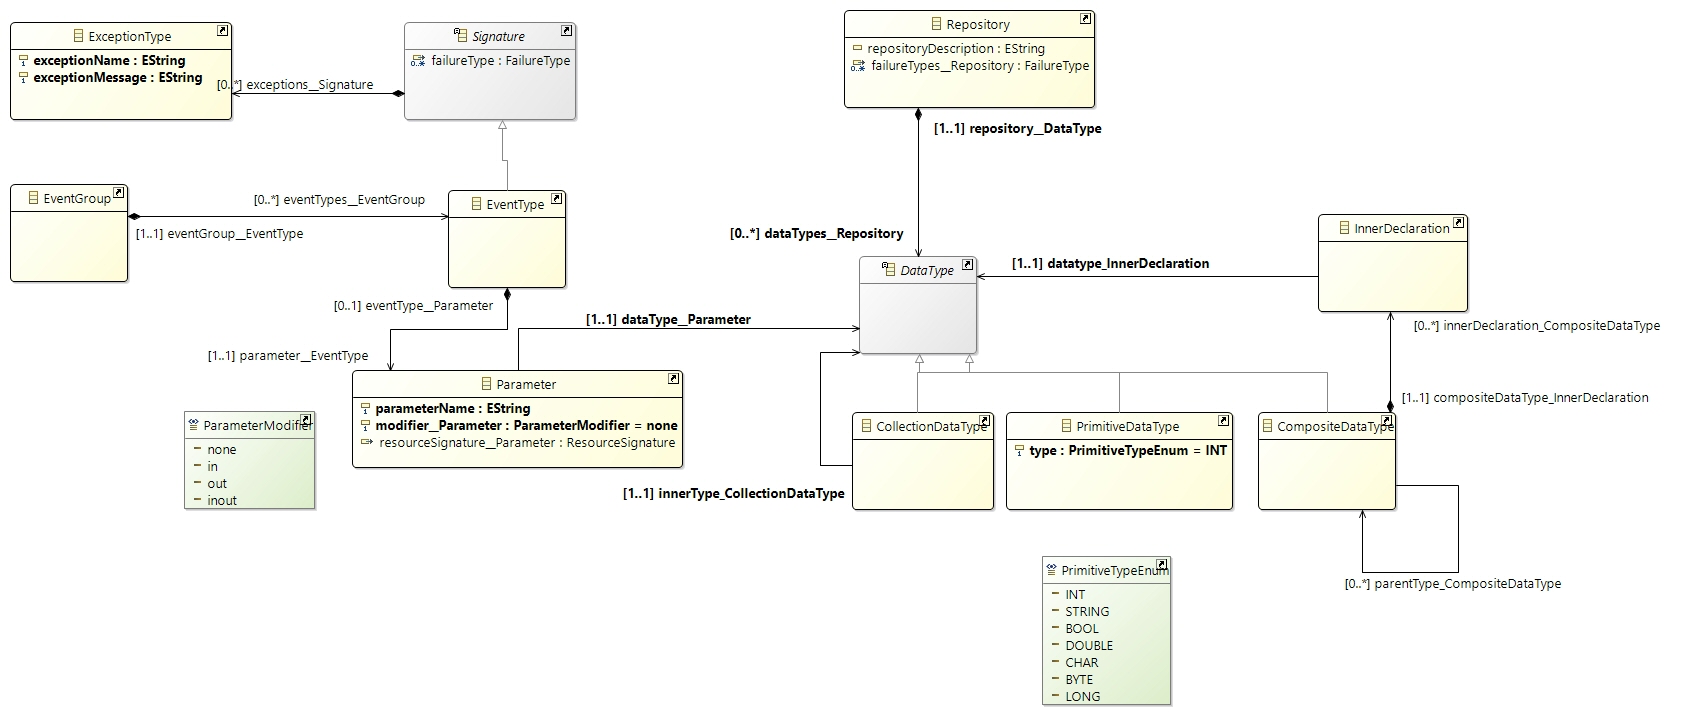 ExceptionType
exceptionName : EString
exceptionMessage : EString
[0..*] exceptions__Signature
Signature
failureType : FailureType
Repository
repositoryDescription : EString
failureTypes__Repository : FailureType
[1..1] repository__DataType
EventGroup
[0..*] eventTypes__EventGroup
[1..1] eventGroup__EventType
EventType
[0..*] dataTypes__Repository
InnerDeclaration
DataType
[1..1] datatype_InnerDeclaration
[0..1] eventType__Parameter
[1..1] dataType__Parameter
[0..*] innerDeclaration_CompositeDataType
[1..1] parameter__EventType
Parameter
parameterName : EString
modifier__Parameter : ParameterModifier = none
resourceSignature__Parameter : ResourceSignature
[1..1] compositeDataType_InnerDeclaration
ParameterModifier
none
in
out
inout
CollectionDataType
PrimitiveDataType
type : PrimitiveTypeEnum = INT
CompositeDataType
[1..1] innerType_CollectionDataType
[0..*] parentType_CompositeDataType
PrimitiveTypeEnum
INT
STRING
BOOL
DOUBLE
CHAR
BYTE
LONG